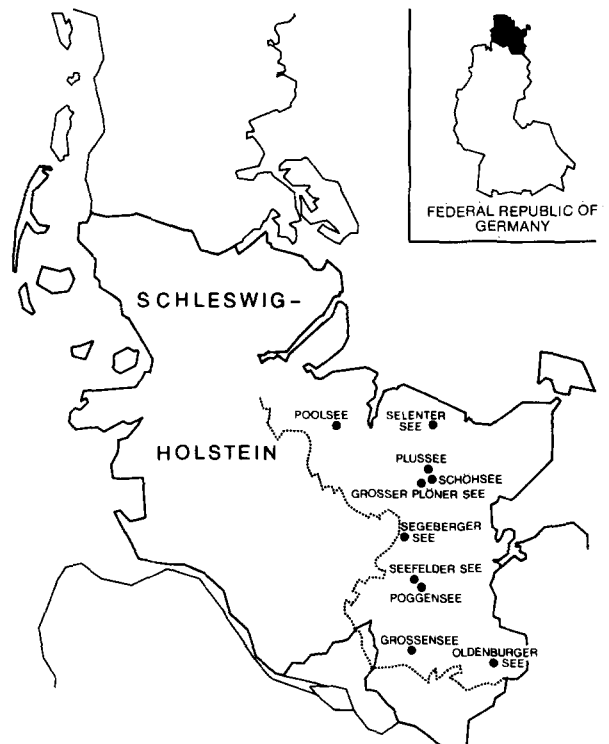 FEDERAL REPUBLIC OF
GERMANY
SCHLESWIG-
HOLSTEIN
POOLSEE
SELENTER
SEE
PLUSSEE
SCHÖHSEE
GROSSER PLÖNER SEE
SEGEBERGER
SEE
SEEFELDER SEE
POGGENSEE
GROSSENSEE
OLDENBURGER
SEE